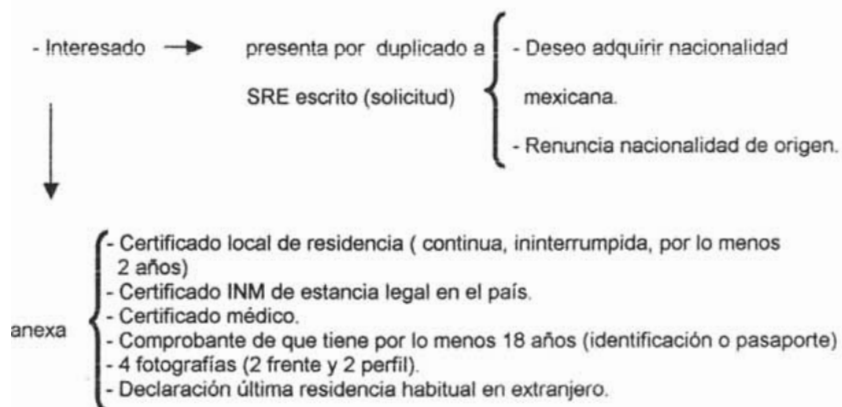 - Interesado presenta por duplicado a - Deseo adquirir nacionalidad
SRE escrito (solicitud) mexicana.
- Renuncia nacionalidad de origen.
- Certificado local de residencia ( continua, ininterrumpida, por lo menos
2 años)
- Certificado INM de estancia legal en el país.
- Certificado médico.
anexa - Comprobante de que tiene por lo menos 18 años (identificación o pasaporte)
- 4 fotografías (2 frente y 2 perfil).
- Declaración última residencia habitual en extranjero.